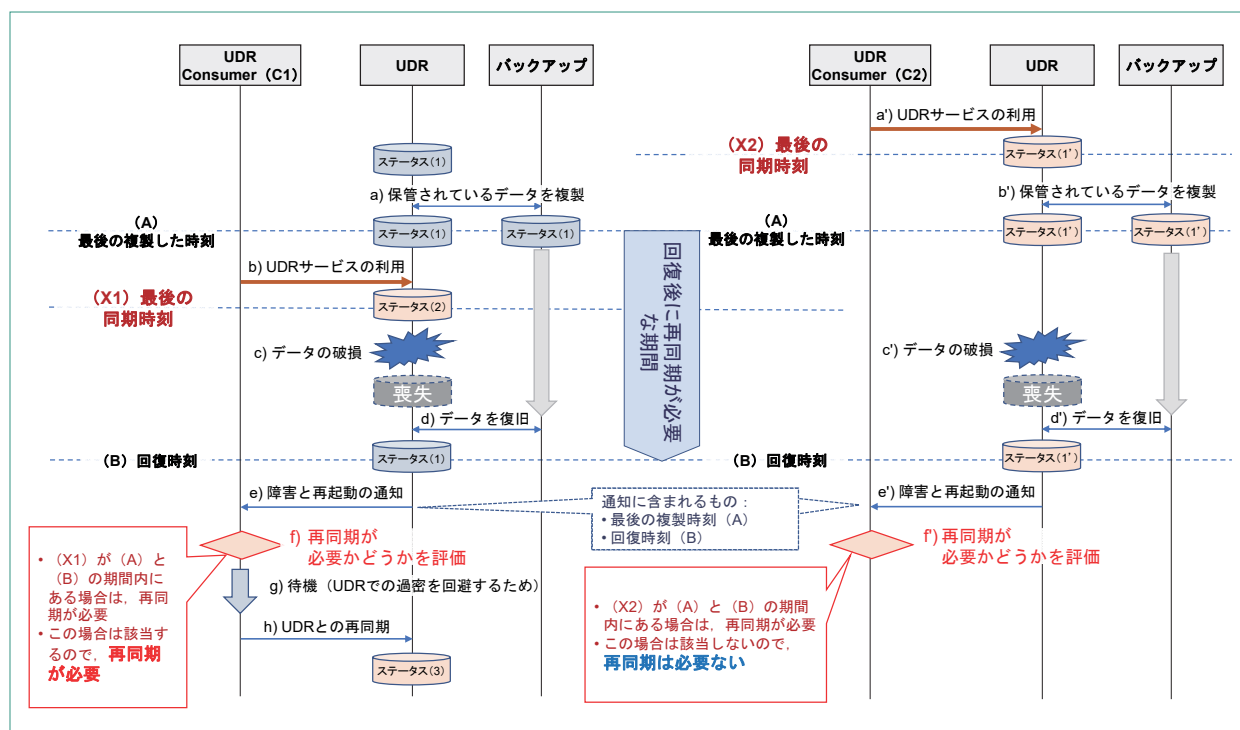 UDR
Consumer（C1）
UDR
バックアップ
ステータス（1）
a) 保管されているデータを複製
（A）
最後の複製した時刻
ステータス（1）
ステータス（1）
b) UDRサービスの利用
（X1）最後の
同期時刻
ステータス（2）
c) データの破損
喪失
d) データを復旧
（B）回復時刻
ステータス（1）
e) 障害と再起動の通知
f) 再同期が
必要かどうかを評価
• （X1）が（A）と
（B）の期間内に
ある場合は，再同
期が必要
• この場合は該当す
るので，再同期
が必要
g) 待機（UDRでの過密を回避するため）
h) UDRとの再同期
ステータス（3）
回復後に再同期が必要
な期間
通知に含まれるもの：
• 最後の複製時刻（A）
• 回復時刻（B）
UDR
Consumer（C2）
UDR
バックアップ
a') UDRサービスの利用
（X2）最後の
同期時刻
ステータス（1'）
b') 保管されているデータを複製
（A）
最後の複製した時刻
ステータス（1'）
ステータス（1'）
c') データの破損
喪失
d') データを復旧
（B）回復時刻
ステータス（1'）
e') 障害と再起動の通知
f') 再同期が
必要かどうかを評価
• （X2）が（A）と（B）の期間
内にある場合は，再同期が必要
• この場合は該当しないので，
再同期は必要ない